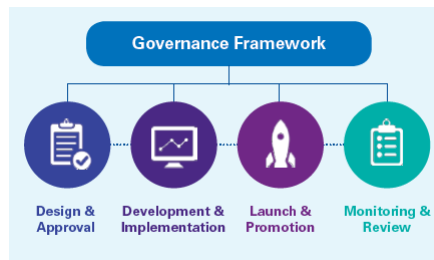 Governance Framework
Design &
Approval
Development &
Implementation
Launch &
Promotion
Monitoring &
Review